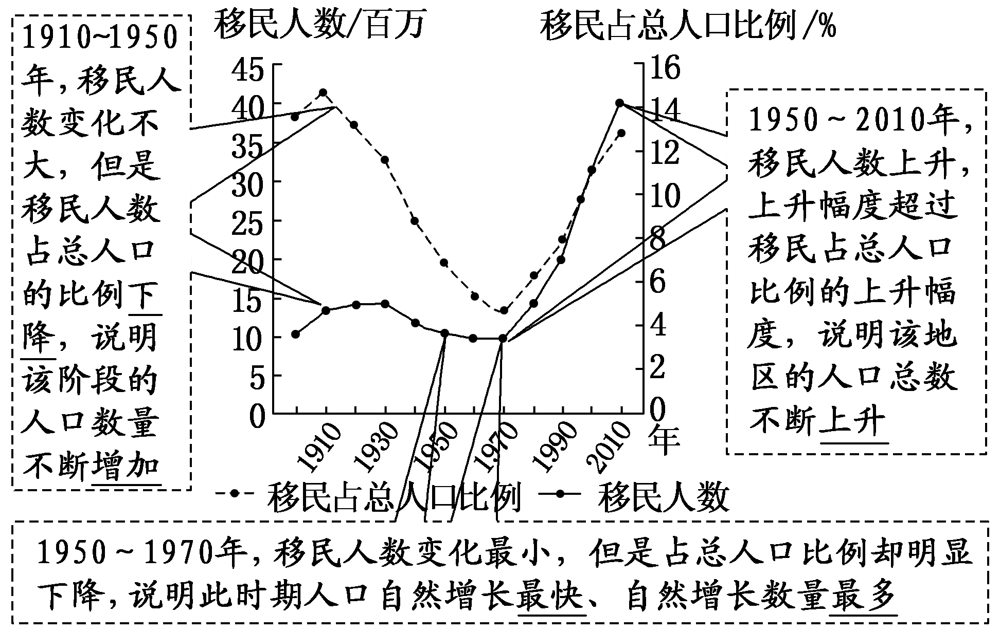 1910~1950
年,移民人
数变化不
大，但是
移民人数
占总人口
的比例下
降，说明
该阶段的
人口数量
不断增加
移民人数/百万
45
40
35
30
25
20
15
10
5
0
移民占总人口比例/%
16
14
12
10
8
6
4
2
0
1910
1930
1950
1970
1990
2010
年
移民占总人口比例
移民人数
1950~2010年,
移民人数上升,
上升幅度超过
移民占总人口
比例的上升幅
度，说明该地
区的人口总数
不断上升
1950~1970年,移民人数变化最小，但是占总人口比例却明显
下降,说明此时期人口自然增长最快、自然增长数量最多